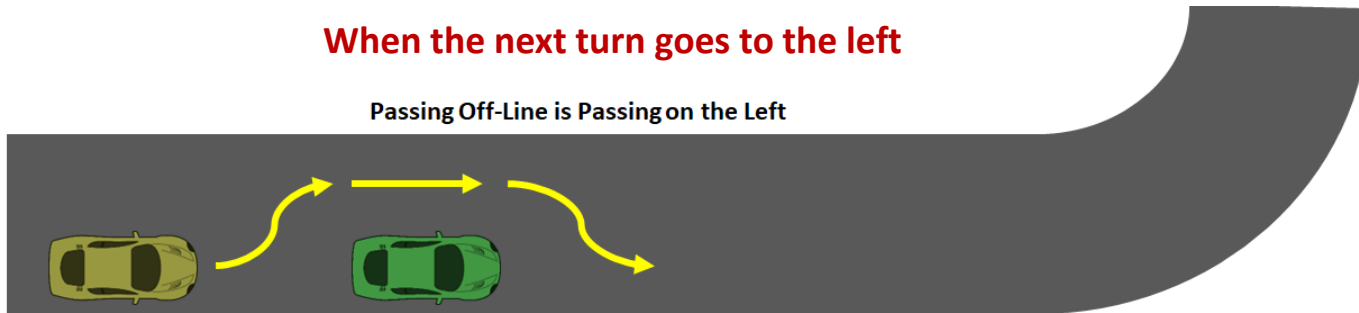 When the next turn goes to the left
Passing Off-Line is Passing on the Left